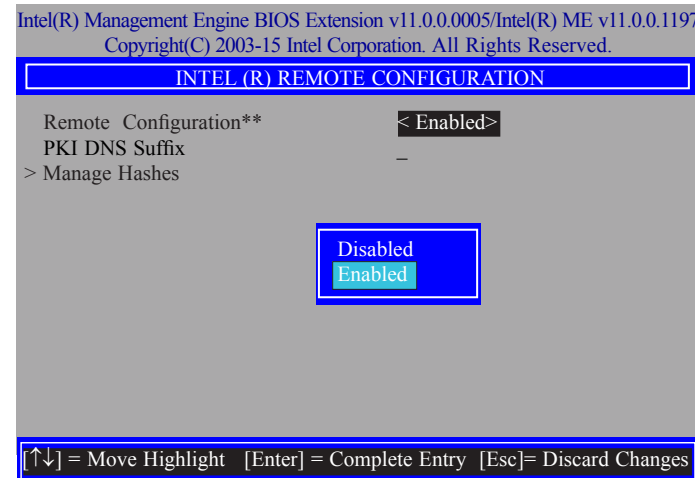 Intel(R) Management Engine BIOS Extension v11.0.0.0005/Intel(R) ME v11.0.0.1197
Copyright(C) 2003-15 Intel Corporation. All Rights Reserved.
INTEL (R) REMOTE CONFIGURATION
Remote Configuration** < Enabled>
PKI DNS Suffix _
> Manage Hashes
Disabled
Enabled
[↑↓] = Move Highlight [Enter] = Complete Entry [Esc]= Discard Changes